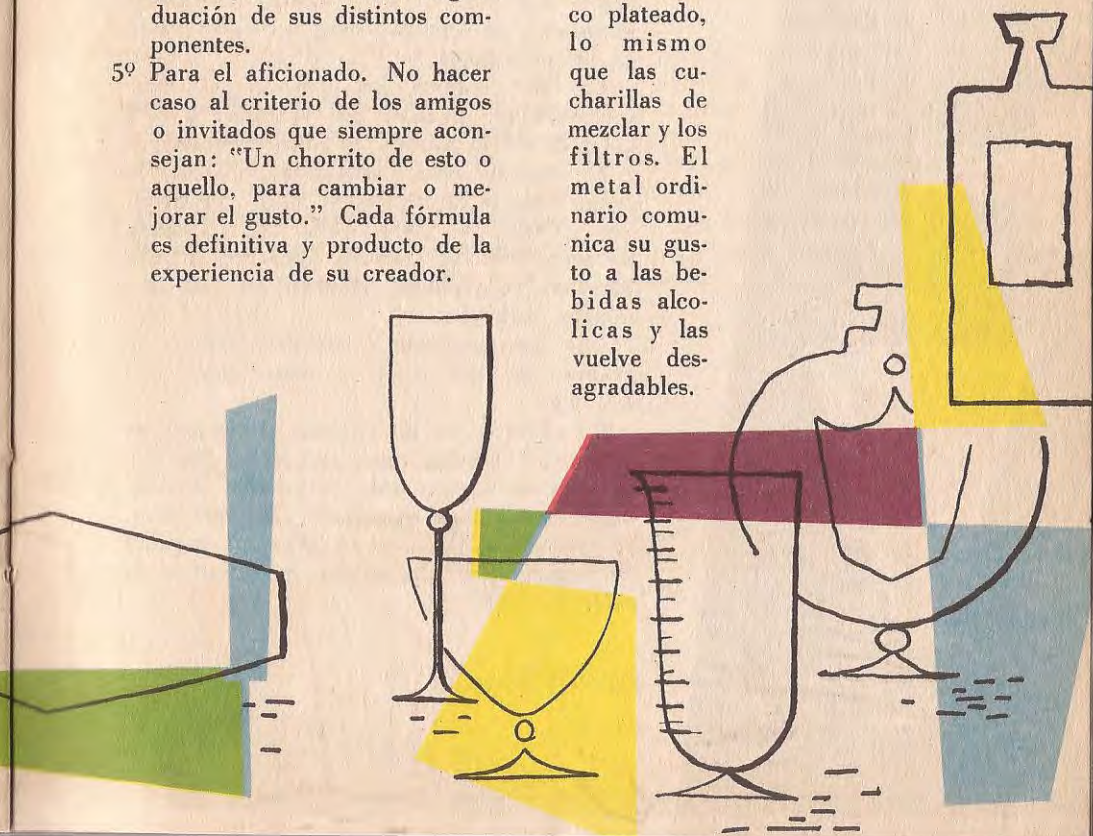 duación de sus distintos com-
ponentes.
5º Para el aficionado. No hacer
caso al criterio de los amigos
o invitados que siempre acon-
sejan: "Un chorrito de esto o
aquello, para cambiar o me-
jorar el gusto." Cada fórmula
es definitiva y producto de la
experiencia de su creador.
co plateado,
lo mismo
que las cu-
charillas de
mezclar y los
filtros. El
metal ordi-
nario comu-
nica su gus-
to a las be-
bidas alco-
licas y las
vuelve des-
agradables.